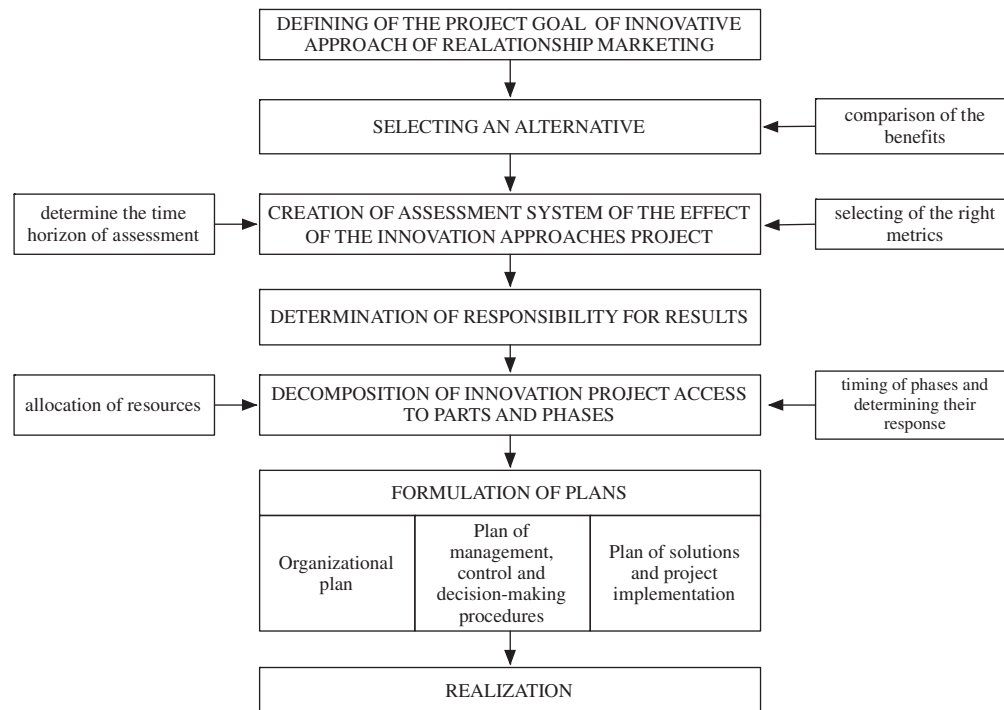 DEFINING OF THE PROJECT GOAL OF INNOVATIVE
APPROACH OF REALATIONSHIP MARKETING
SELECTING AN ALTERNATIVE
comparison of the
benefits
determine the time
horizon of assessment
CREATION OF ASSESSMENT SYSTEM OF THE EFFECT
OF THE INNOVATION APPROACHES PROJECT
selecting of the right
metrics
DETERMINATION OF RESPONSIBILITY FOR RESULTS
allocation of resources
DECOMPOSITION OF INNOVATION PROJECT ACCESS
TO PARTS AND PHASES
timing of phases and
determining their
response
FORMULATION OF PLANS
Organizational
plan
Plan of
management,
control and
decision-making
procedures
Plan of solutions
and project
implementation
REALIZATION